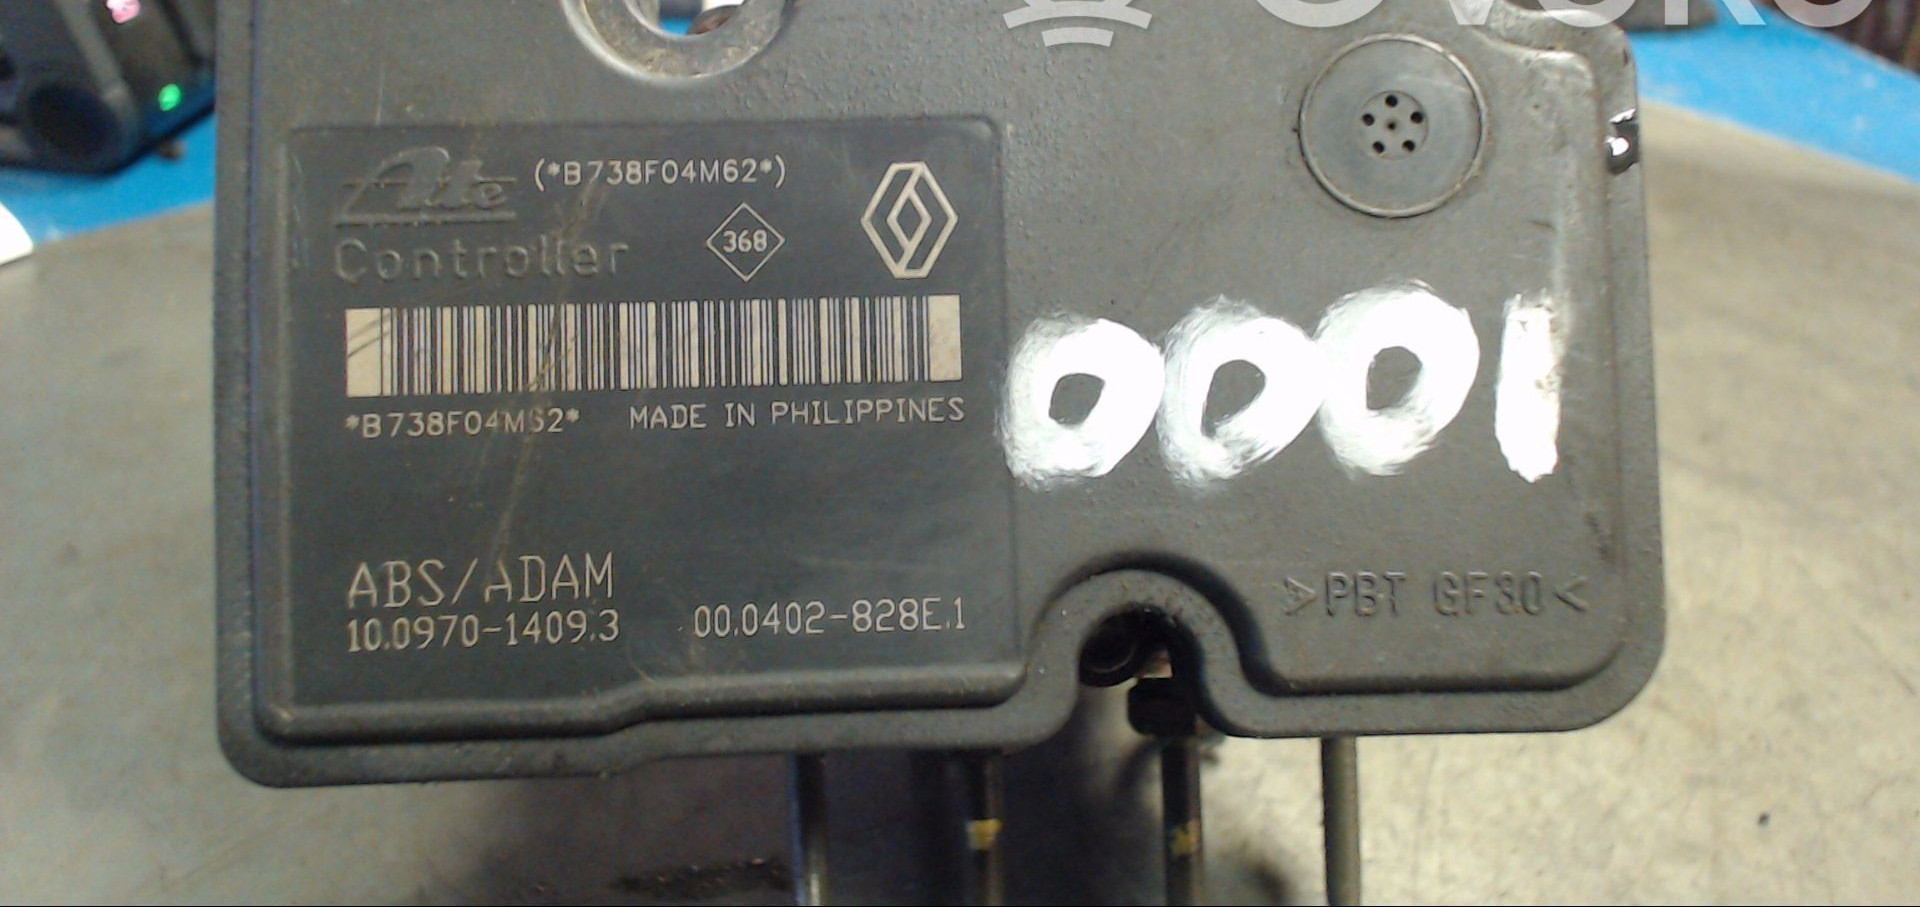 Ate (*B738F04M62*)
Controller 368
*B738F04M62* MADE IN PHILIPPINES
0001
ABS/ADAM
>PBT GF30<
10.0970-1409.3 00.0402-828E.1